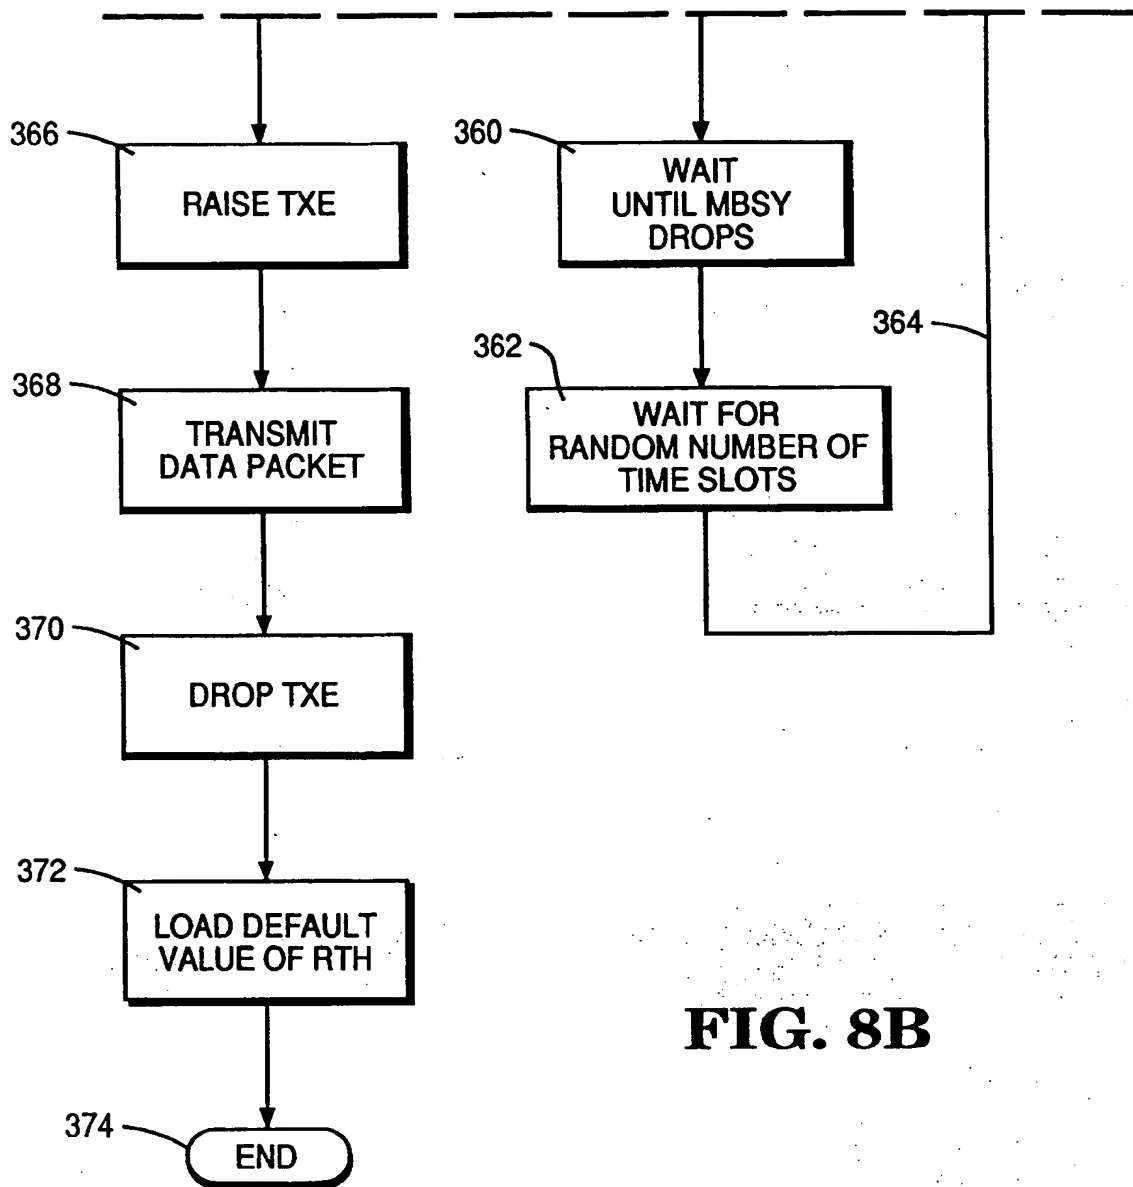 366
RAISE TXE
368
TRANSMIT
DATA PACKET
370
DROP TXE
372
LOAD DEFAULT
VALUE OF RTH
374
END
360
WAIT
UNTIL MBSY
DROPS
362
WAIT FOR
RANDOM NUMBER OF
TIME SLOTS
364
FIG. 8B